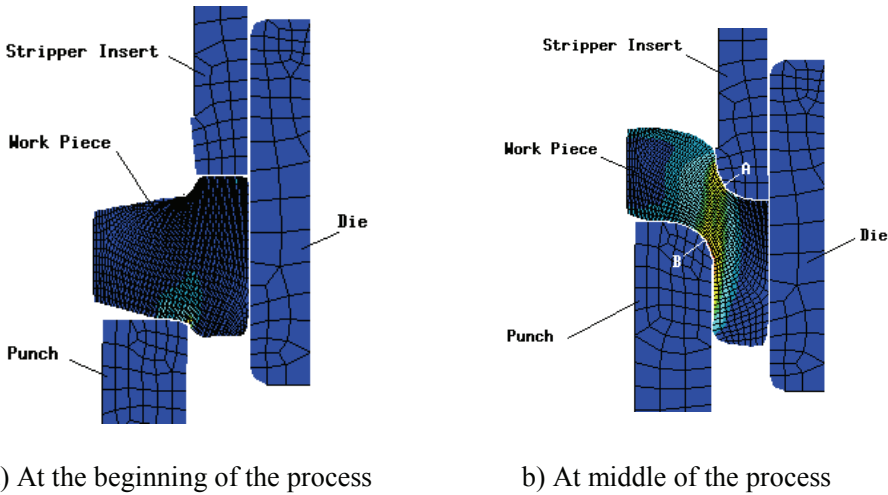 Stripper Insert
Work Piece
Die
Punch
Stripper Insert
Work Piece
A
Die
B
Punch
) At the beginning of the process
b) At middle of the process